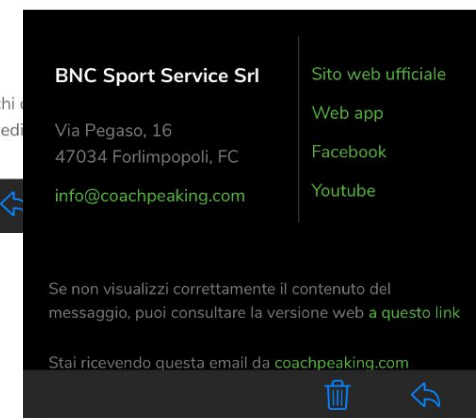 BNC Sport Service Srl
Via Pegaso, 16
47034 Forlimpopoli, FC
info@coachpeaking.com
Sito web ufficiale
Web app
Facebook
Youtube
Se non visualizzi correttamente il contenuto del
messaggio, puoi consultare la versione web a questo link
Stai ricevendo questa email da coachpeaking.com